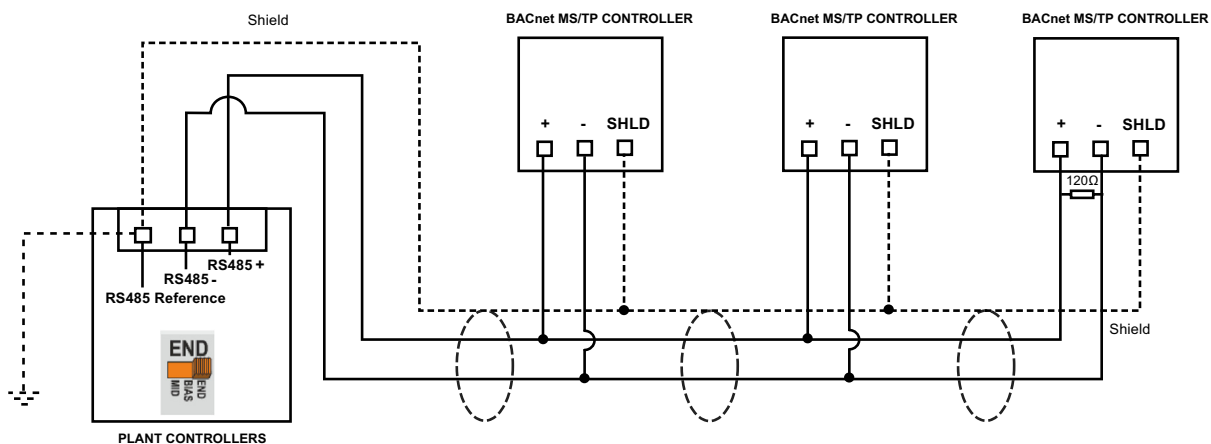 Shield
BACnet MS/TP CONTROLLER
BACnet MS/TP CONTROLLER
BACnet MS/TP CONTROLLER
+ - SHLD
+ - SHLD
+ - SHLD
120Ω
RS485 +
RS485 -
RS485 Reference
Shield
END
MID
BIAS
END
PLANT CONTROLLERS